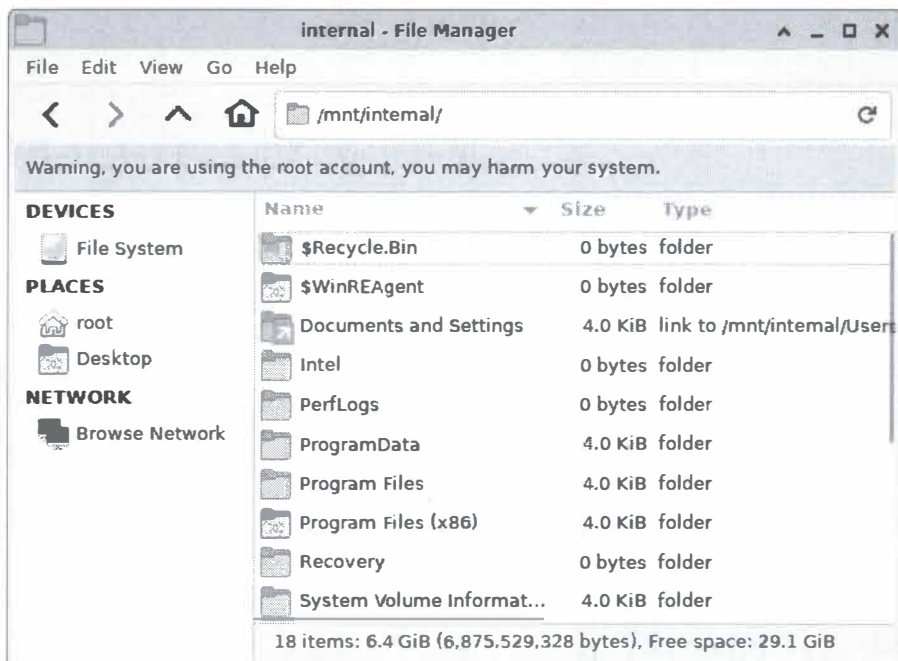 internal - File Manager
File Edit View Go Help
/mnt/internal/
Warning, you are using the root account, you may harm your system.
DEVICES
File System
PLACES
root
Desktop
NETWORK
Browse Network
Name Size Type
$Recycle.Bin 0 bytes folder
$WinREAgent 0 bytes folder
Documents and Settings 4.0 KiB link to /mnt/internal/Users
Intel 0 bytes folder
PerfLogs 0 bytes folder
ProgramData 4.0 KiB folder
Program Files 4.0 KiB folder
Program Files (x86) 4.0 KiB folder
Recovery 0 bytes folder
System Volume Informat... 4.0 KiB folder
18 items: 6.4 GiB (6,875,529,328 bytes), Free space: 29.1 GiB